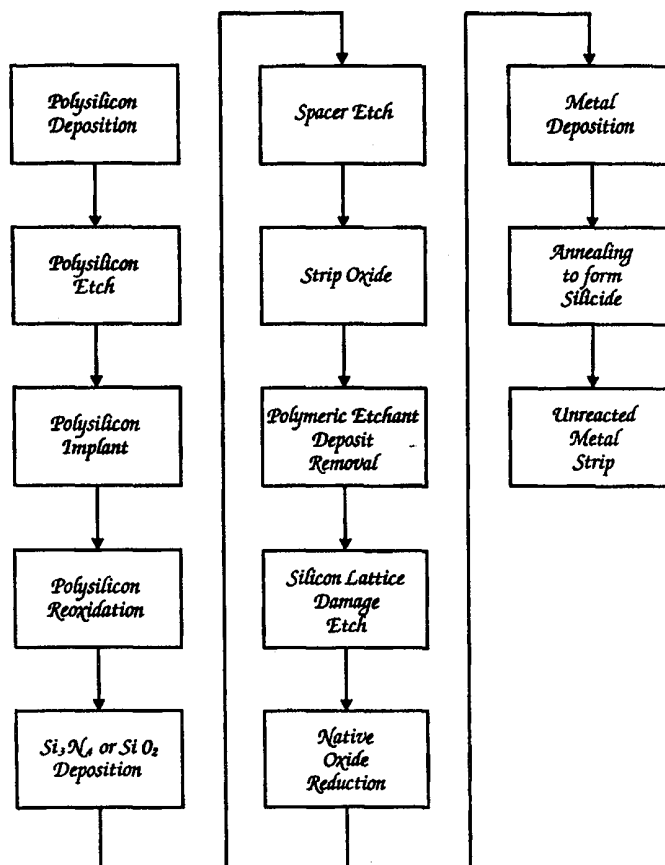 Polysilicon
Deposition
Polysilicon
Etch
Polysilicon
Implant
Polysilicon
Reoxidation
Si₃N₄ or SiO₂
Deposition
Spacer Etch
Strip Oxide
Polymeric Etchant
Deposit
Removal
Silicon Lattice
Damage
Etch
Native
Oxide
Reduction
Metal
Deposition
Annealing
to form
Silicide
Unreacted
Metal
Strip